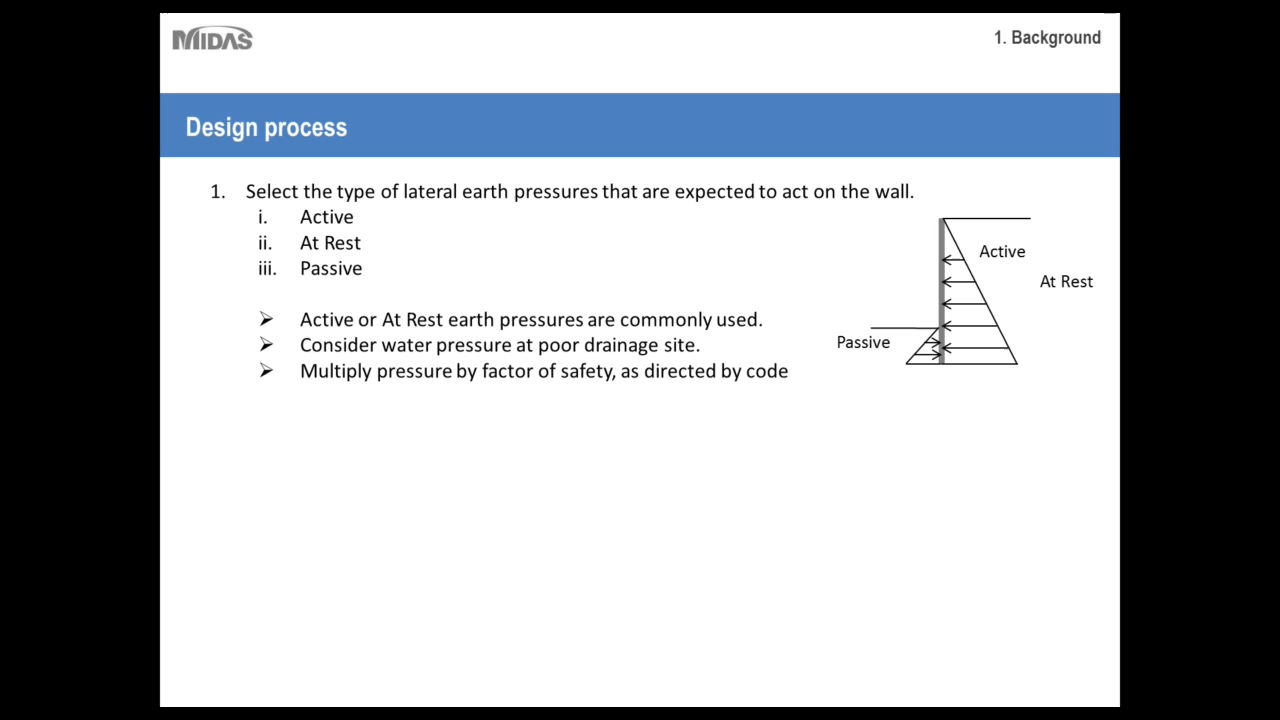 MIDAS
1. Background
Design process
1. Select the type of lateral earth pressures that are expected to act on the wall.
i. Active
ii. At Rest
iii. Passive
➢ Active or At Rest earth pressures are commonly used.
➢ Consider water pressure at poor drainage site.
➢ Multiply pressure by factor of safety, as directed by code
Active
At Rest
Passive